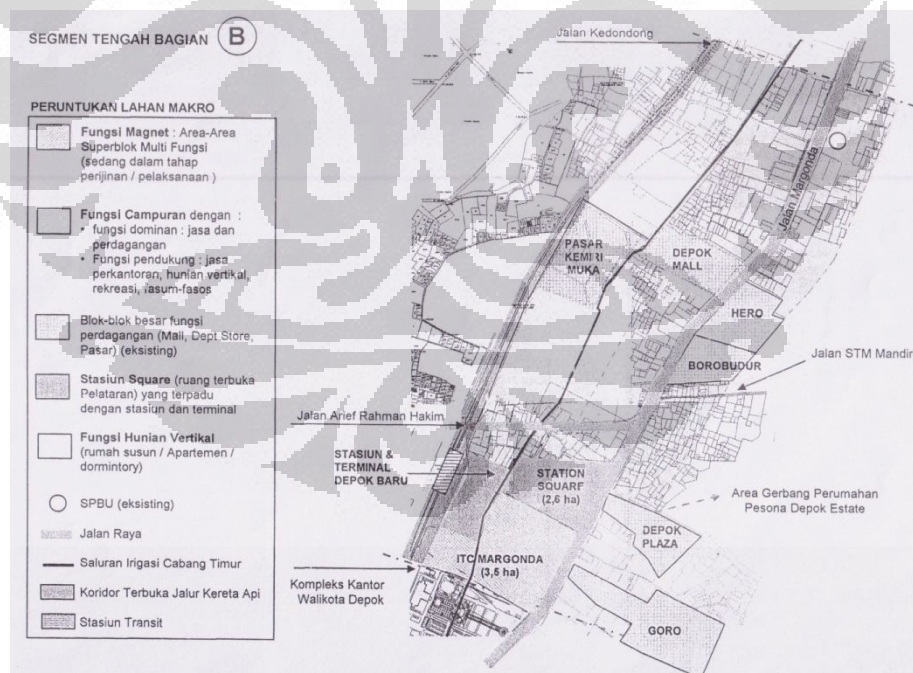 SEGMEN TENGAH BAGIAN B
PERUNTUKAN LAHAN MAKRO
Fungsi Magnet : Area-Area
Superblok Multi Fungsi
(sedang dalam tahap
perijinan / pelaksanaan )
Fungsi Campuran dengan :
• fungsi dominan : jasa dan
perdagangan
• Fungsi pendukung : jasa
perkantoran, hunian vertikal,
rekreasi, fasum-fasos
Blok-blok besar fungsi
perdagangan (Mall, Dept Store,
Pasar) (eksisting)
Stasiun Square (ruang terbuka
Pelataran) yang terpadu
dengan stasiun dan terminal
Fungsi Hunian Vertikal
(rumah susun / Apartemen /
dormintory)
SPBU (eksisting)
Jalan Raya
Saluran Irigasi Cabang Timur
Koridor Terbuka Jalur Kereta Api
Stasiun Transit
Jalan Kedondong
Jalan Margonda
PASAR
KEMIRI
MUKA
DEPOK
MALL
HERO
BOROBUDUR
Jalan STM Mandiri
Jalan Arief Rahman Hakim
STASIUN &
TERMINAL
DEPOK BARU
STATION
SQUARE
(2,6 ha)
Area Gerbang Perumahan
Pesona Depok Estate
DEPOK
PLAZA
ITC MARGONDA
(3,5 ha)
Kompleks Kantor
Walikota Depok
GORO